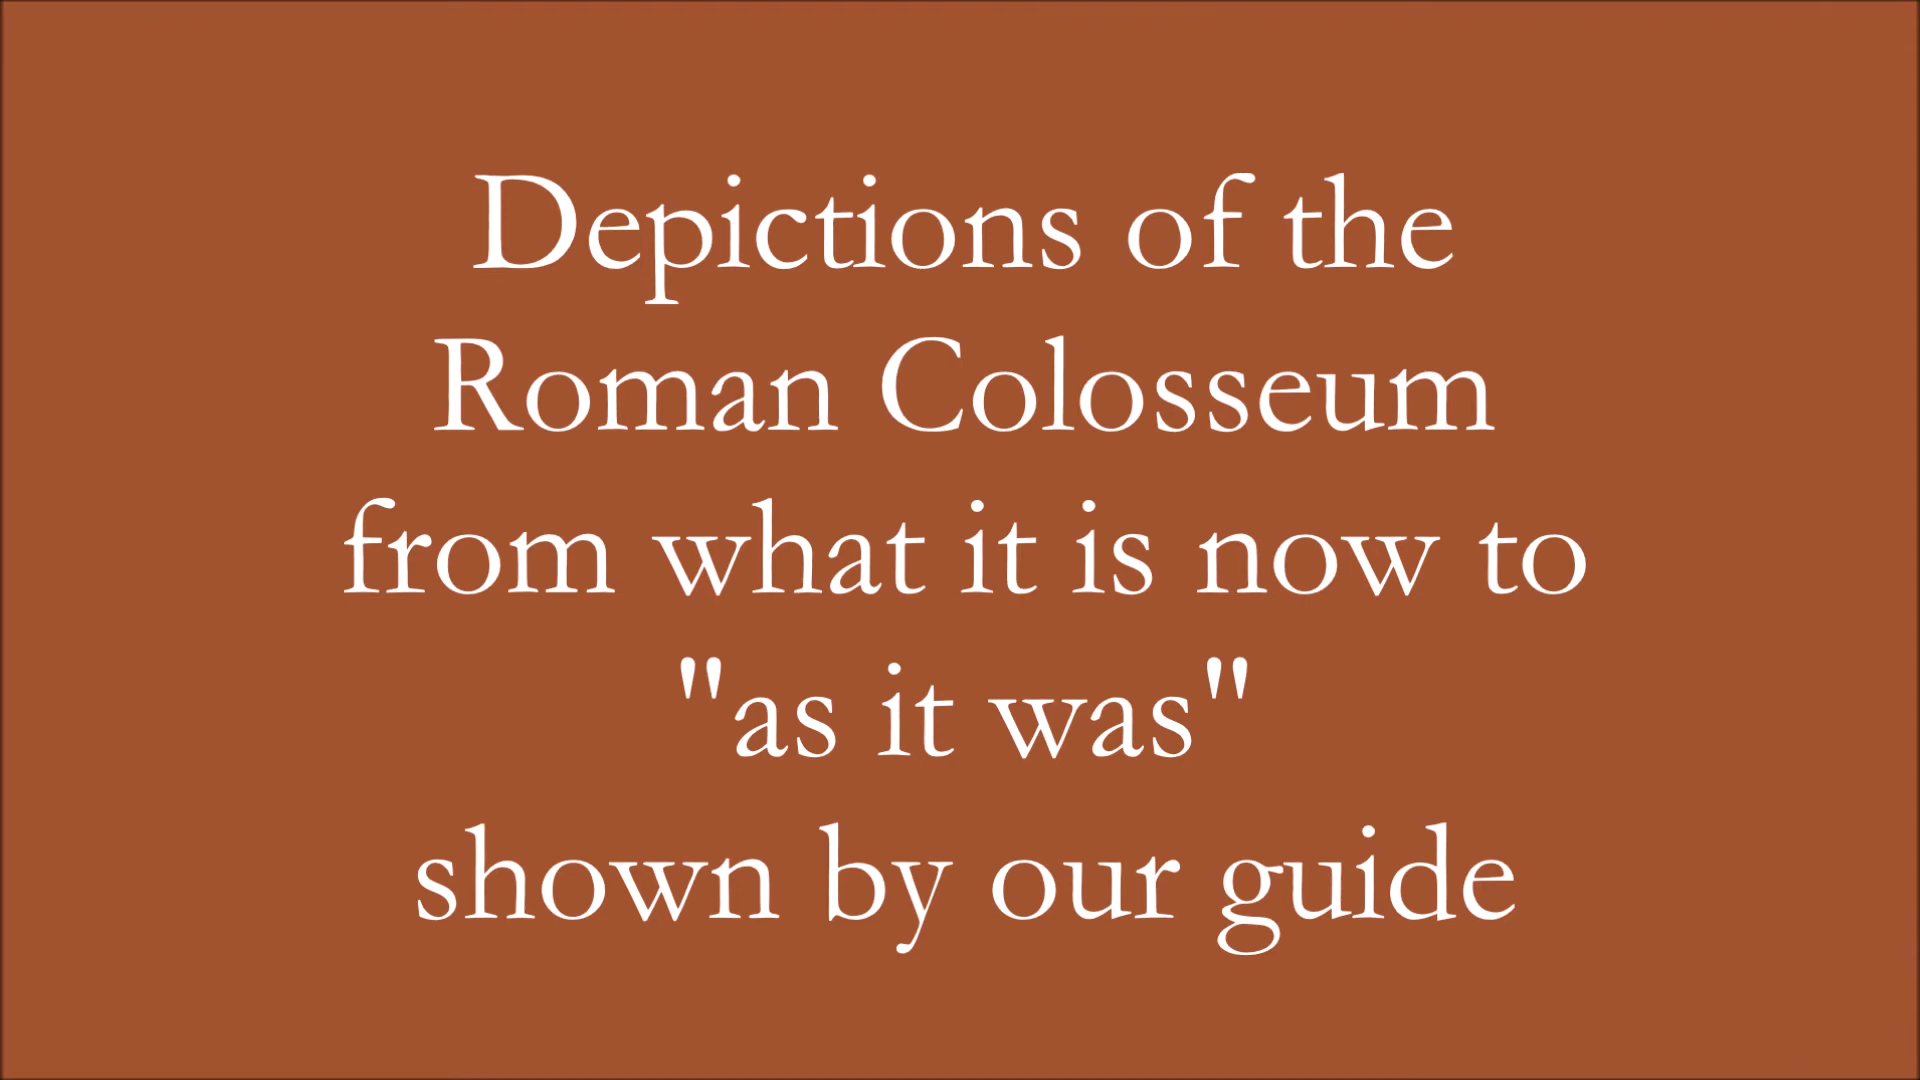 Depictions of the
Roman Colosseum
from what it is now to
"as it was"
shown by our guide